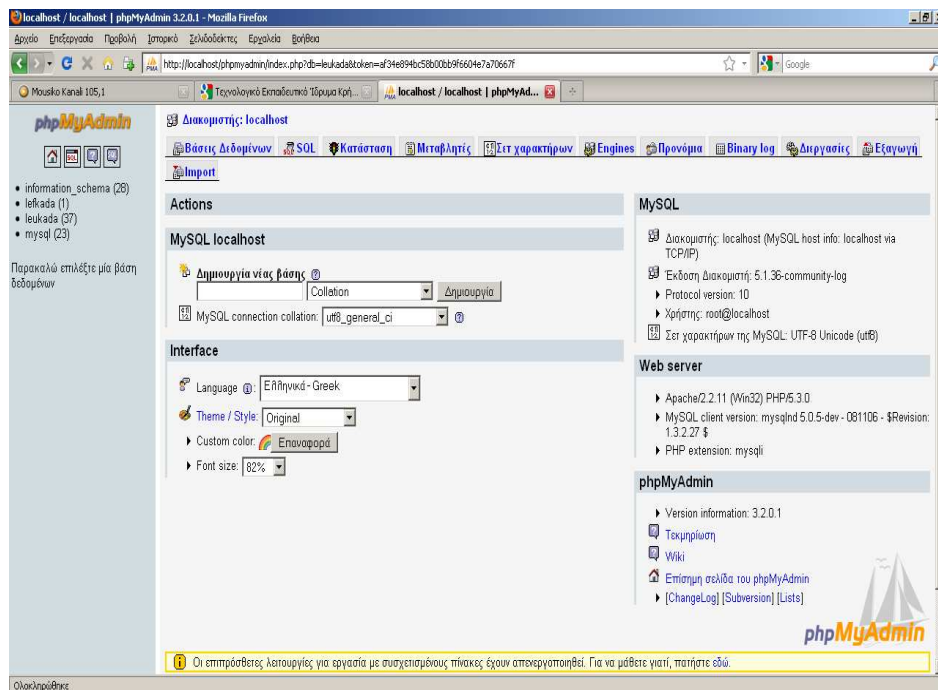 localhost / localhost | phpMyAdmin 3.2.0.1 - Mozilla Firefox
Αρχείο Επεξεργασία Προβολή Ιστορικό Σελιδοδείκτες Εργαλεία Βοήθεια
http://localhost/phpmyadmin/index.php?db=leukada&token=af34e894bc58b00bb9f6604e7a70667f
Google
Mousiko Kanali 105,1
Τεχνολογικό Εκπαιδευτικό Ίδρυμα Κρή...
localhost / localhost | phpMyAd...
phpMyAdmin
information_schema (28)
lefkada (1)
leukada (37)
mysql (23)
Παρακαλώ επιλέξτε μία βάση
δεδομένων
Διακομιστής: localhost
Βάσεις Δεδομένων SQL Κατάσταση Μεταβλητές Σετ χαρακτήρων Engines Προνόμια Binary log Διεργασίες Εξαγωγή
Import
Actions
MySQL localhost
Δημιουργία νέας βάσης
Collation Δημιουργία
MySQL connection collation: utf8_general_ci
Interface
Language : Ελληνικά - Greek
Theme / Style: Original
Custom color: Επαναφορά
Font size: 82%
MySQL
Διακομιστής: localhost (MySQL host info: localhost via
TCP/IP)
Έκδοση Διακομιστή: 5.1.36-community-log
Protocol version: 10
Χρήστης: root@localhost
Σετ χαρακτήρων της MySQL: UTF-8 Unicode (utf8)
Web server
Apache/2.2.11 (Win32) PHP/5.3.0
MySQL client version: mysqlnd 5.0.5-dev - 081106 - $Revision:
1.3.2.27 $
PHP extension: mysqli
phpMyAdmin
Version information: 3.2.0.1
Τεκμηρίωση
Wiki
Επίσημη σελίδα του phpMyAdmin
[ChangeLog] [Subversion] [Lists]
phpMyAdmin
Οι επιπρόσθετες λειτουργίες για εργασία με συσχετισμένους πίνακες έχουν απενεργοποιηθεί. Για να μάθετε γιατί, πατήστε εδώ.
Ολοκληρώθηκε